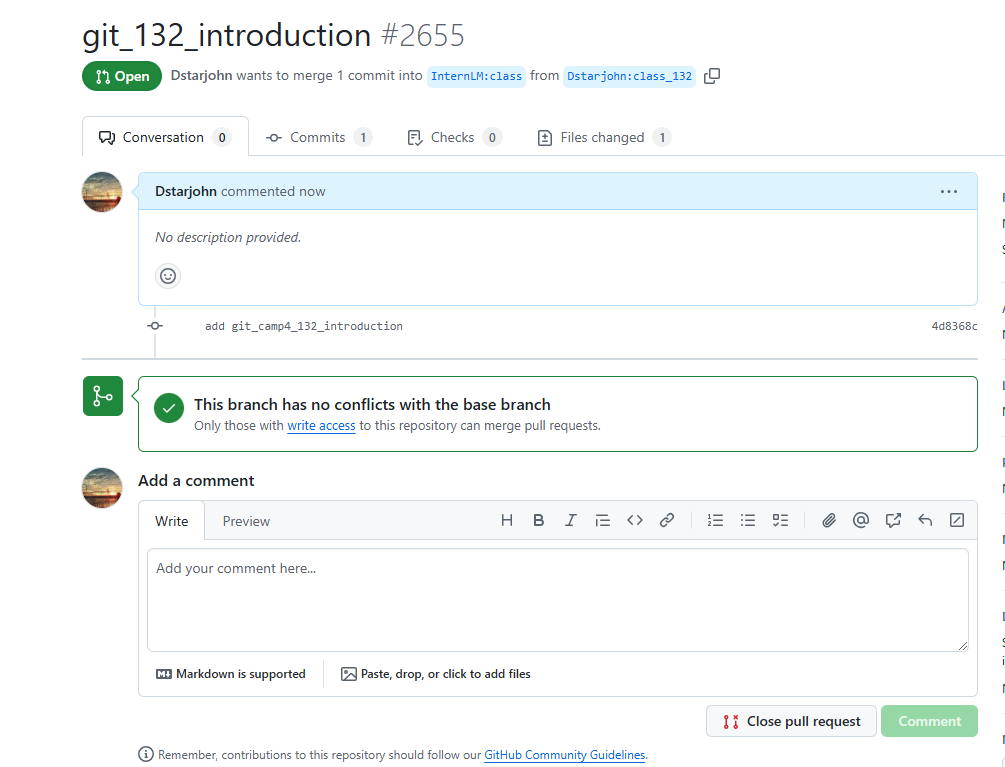 git_132_introduction #2655
Open Dstarjohn wants to merge 1 commit into InternLM:class from Dstarjohn:class_132
Conversation 0 Commits 1 Checks 0 Files changed 1
Dstarjohn commented now
No description provided.
add git_camp4_132_introduction 4d8368c
This branch has no conflicts with the base branch
Only those with write access to this repository can merge pull requests.
Add a comment
Write Preview
Add your comment here...
Markdown is supported Paste, drop, or click to add files
Close pull request Comment
Remember, contributions to this repository should follow our GitHub Community Guidelines.